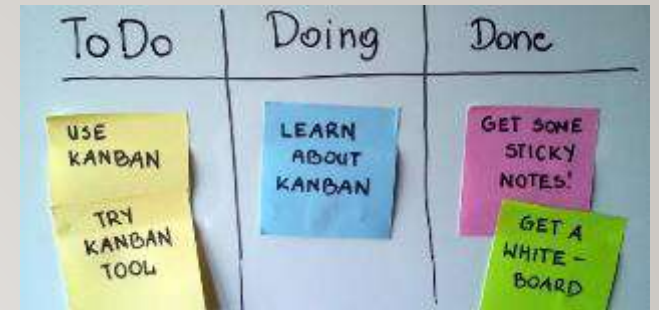 To Do
Doing
Done
USE
KANBAN
TRY
KANBAN
TOOL
LEARN
ABOUT
KANBAN
GET SOME
STICKY
NOTES!
GET A
WHITE-
BOARD